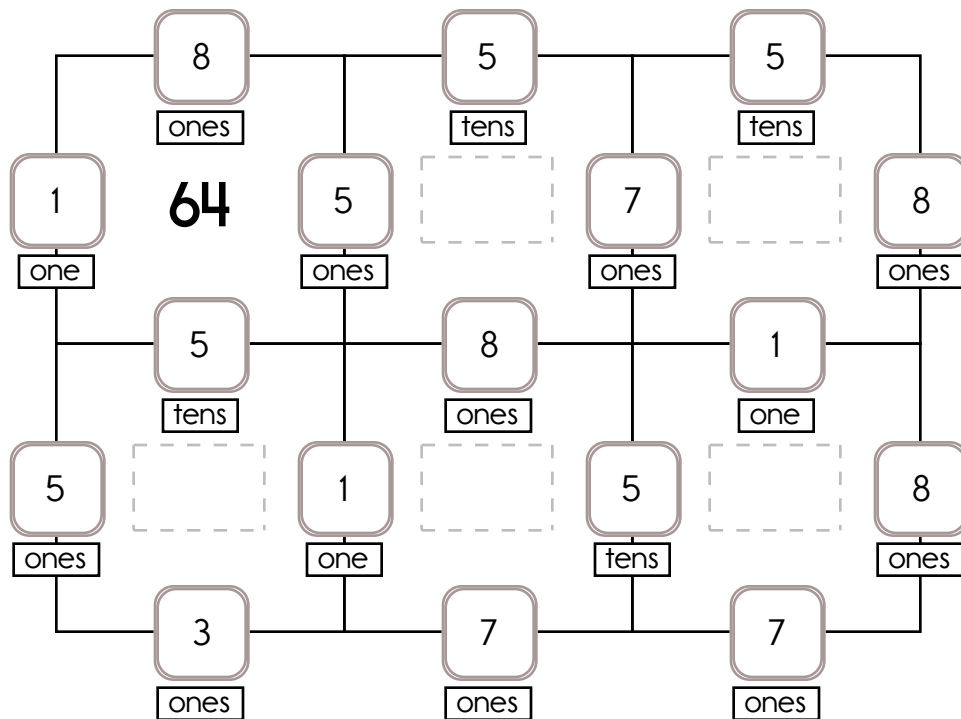 8 5 5
ones tens tens
1 64 5 7 8
one ones ones ones
5 8 1
tens ones one
5 1 5 8
ones one tens ones
3 7 7
ones ones ones